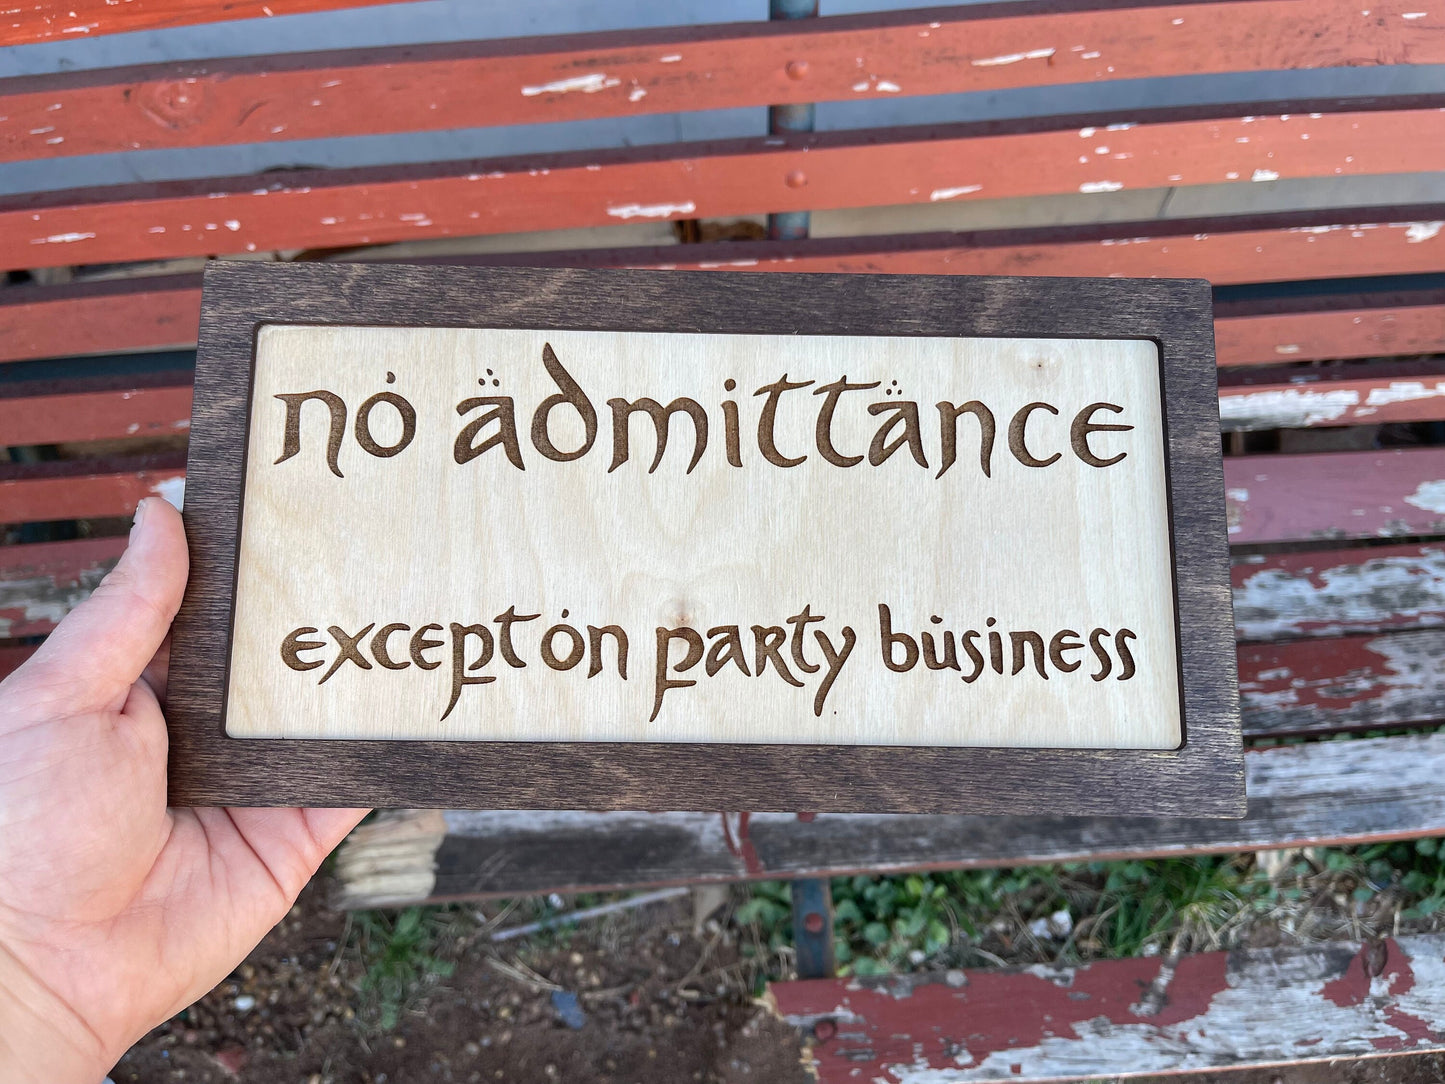 no admittance
except on party business